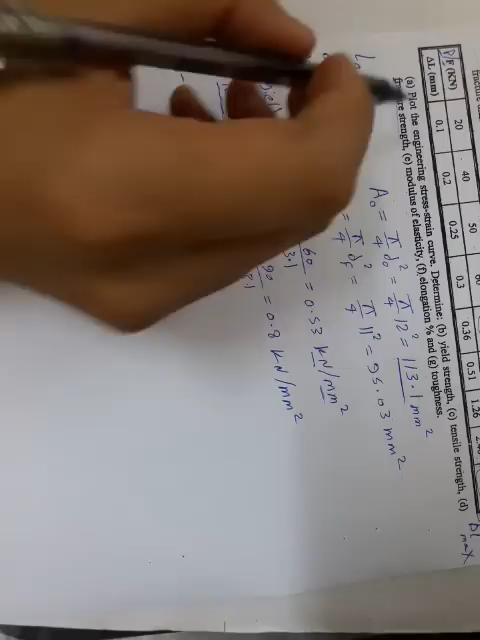 fracture
P/F (KN) 20 40 50 60
ΔL (mm) 0.1 0.2 0.25 0.3 0.36 0.51 1.26
ΔL max
(a) Plot the engineering stress-strain curve. Determine: (b) yield strength, (c) tensile strength, (d)
strength, (e) modulus of elasticity, (f) elongation % and (g) toughness.
A₀ = π/4 d₀² = π/4 12² = 113.1 mm²
= π/4 df² = π/4 11² = 95.03 mm²
60/ = 0.53 KN/mm²
90/ = 0.8 KN/mm²